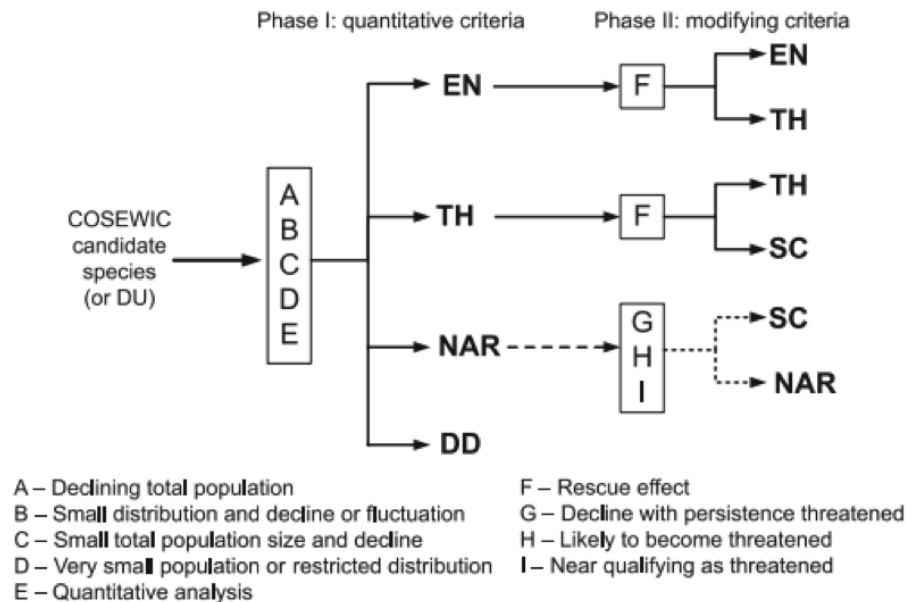 Phase I: quantitative criteria
Phase II: modifying criteria
COSEWIC
candidate
species
(or DU)
A
B
C
D
E
EN
F
EN
TH
TH
F
TH
SC
NAR
G
H
I
SC
NAR
DD
A – Declining total population
B – Small distribution and decline or fluctuation
C – Small total population size and decline
D – Very small population or restricted distribution
E – Quantitative analysis
F – Rescue effect
G – Decline with persistence threatened
H – Likely to become threatened
I – Near qualifying as threatened